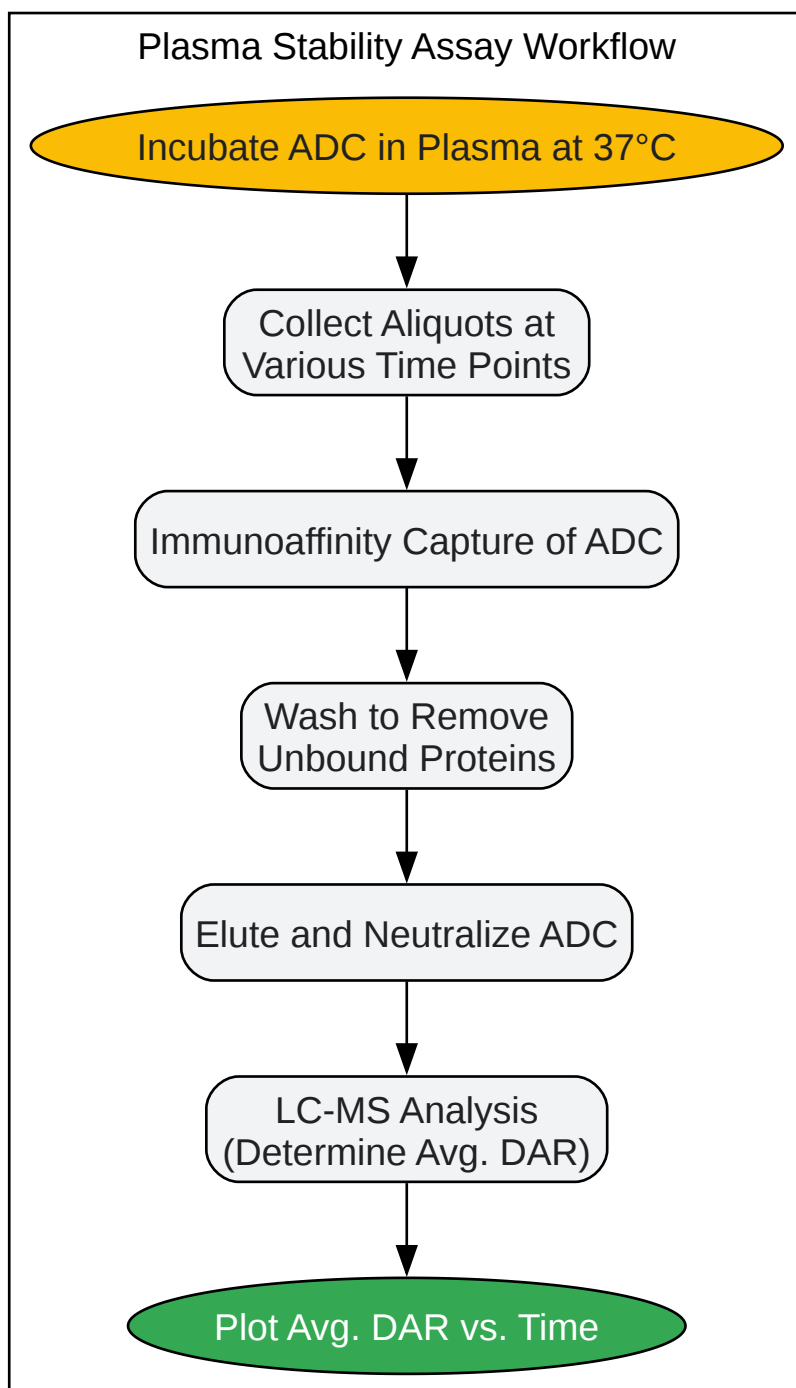 Plasma Stability Assay Workflow
Incubate ADC in Plasma at 37°C
Collect Aliquots at
Various Time Points
Immunoaffinity Capture of ADC
Wash to Remove
Unbound Proteins
Elute and Neutralize ADC
LC-MS Analysis
(Determine Avg. DAR)
Plot Avg. DAR vs. Time